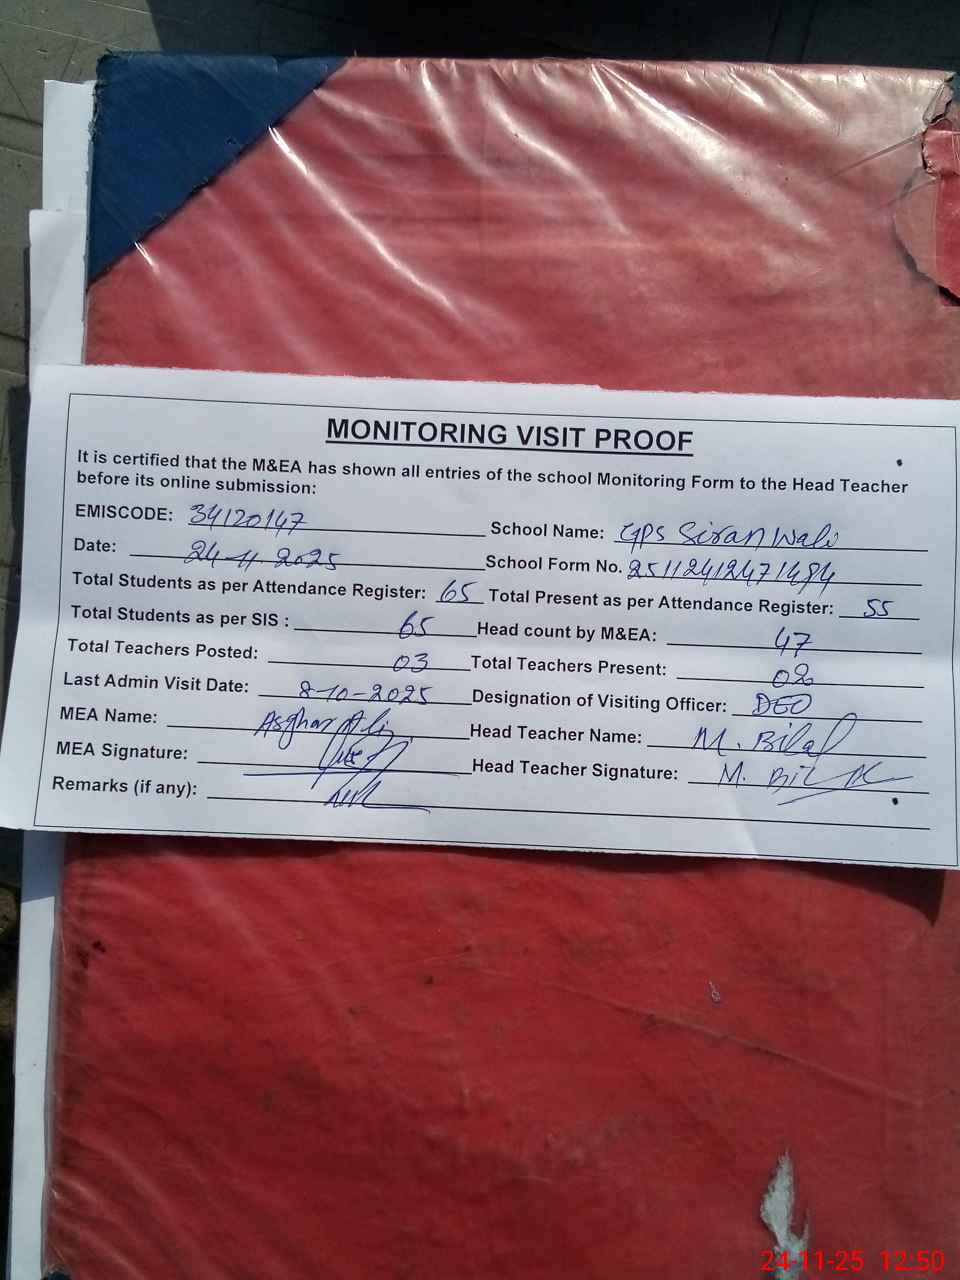 MONITORING VISIT PROOF
It is certified that the M&EA has shown all entries of the school Monitoring Form to the Head Teacher
before its online submission:
EMISCODE: 34120147 School Name: GPS Siranwali
Date: 24-11-2025 School Form No. 25112412471494
Total Students as per Attendance Register: 65 Total Present as per Attendance Register: 55
Total Students as per SIS : 65 Head count by M&EA: 47
Total Teachers Posted: 03 Total Teachers Present: 02
Last Admin Visit Date: 8-10-2025 Designation of Visiting Officer: DEO
MEA Name: Asghar Ali Head Teacher Name: M. Bilal
MEA Signature: Head Teacher Signature: M. Bilal
Remarks (if any):
24-11-25 12:50